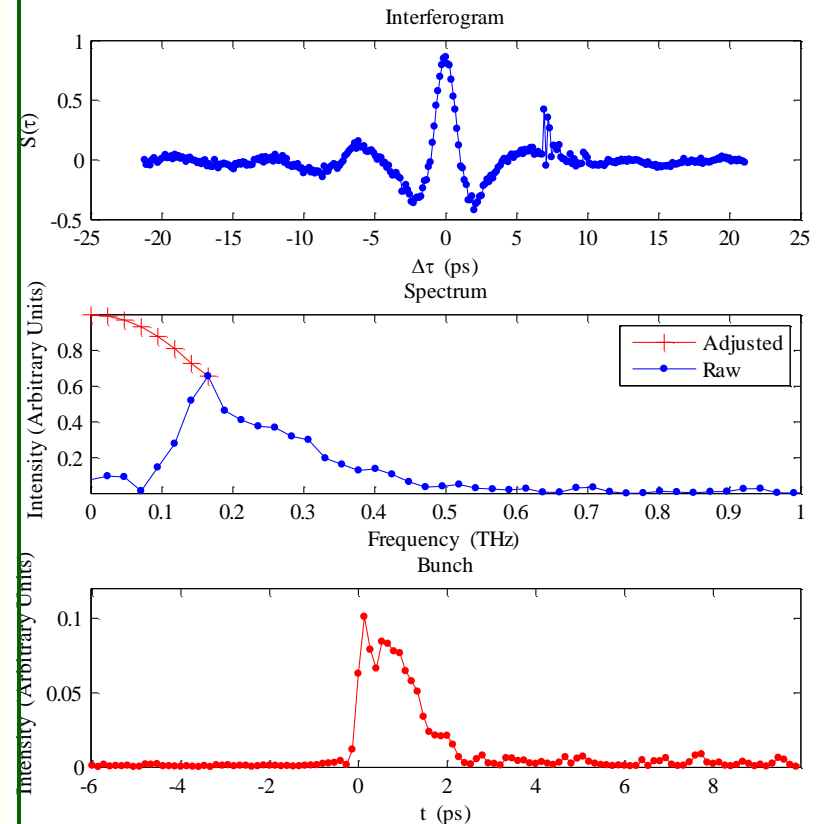 Interferogram
S(τ)
1
0.5
0
-0.5
-25 -20 -15 -10 -5 0 5 10 15 20 25
Δτ (ps)
Spectrum
Intensity (Arbitrary Units)
0.8
0.6
0.4
0.2
Adjusted
Raw
0 0.1 0.2 0.3 0.4 0.5 0.6 0.7 0.8 0.9 1
Frequency (THz)
Bunch
Intensity (Arbitrary Units)
0.1
0.05
0
-6 -4 -2 0 2 4 6 8
t (ps)